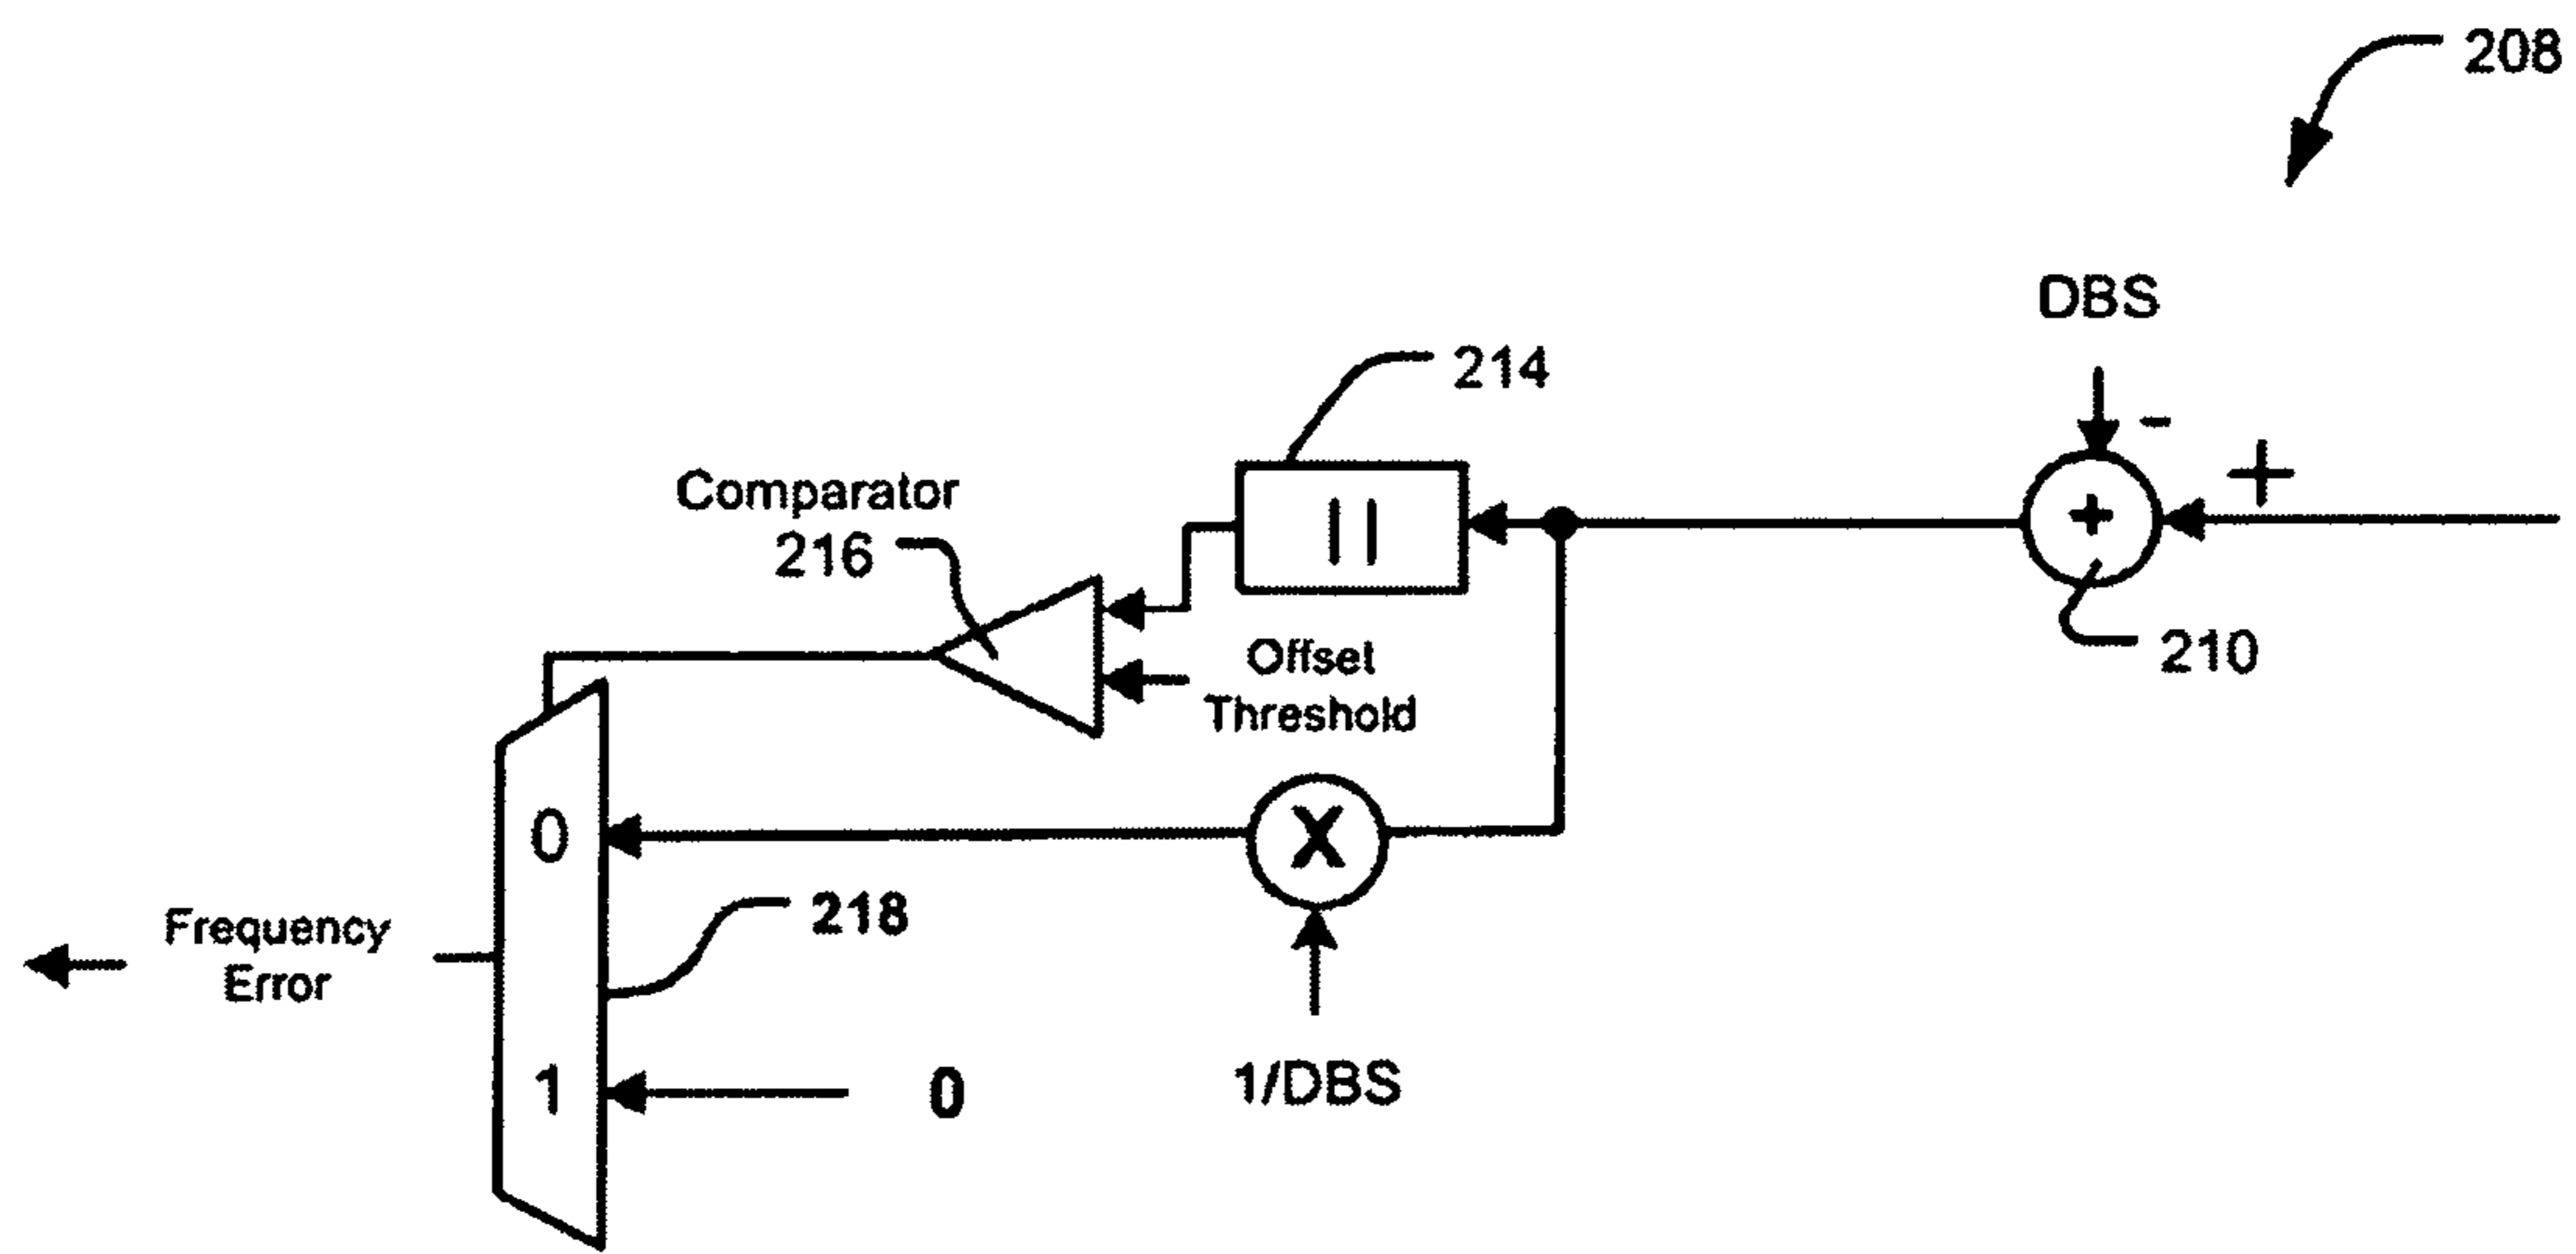 208
DBS
-
+
+
210
214
| |
Comparator
216
Offset
Threshold
X
1/DBS
0
218
1
0
Frequency
Error